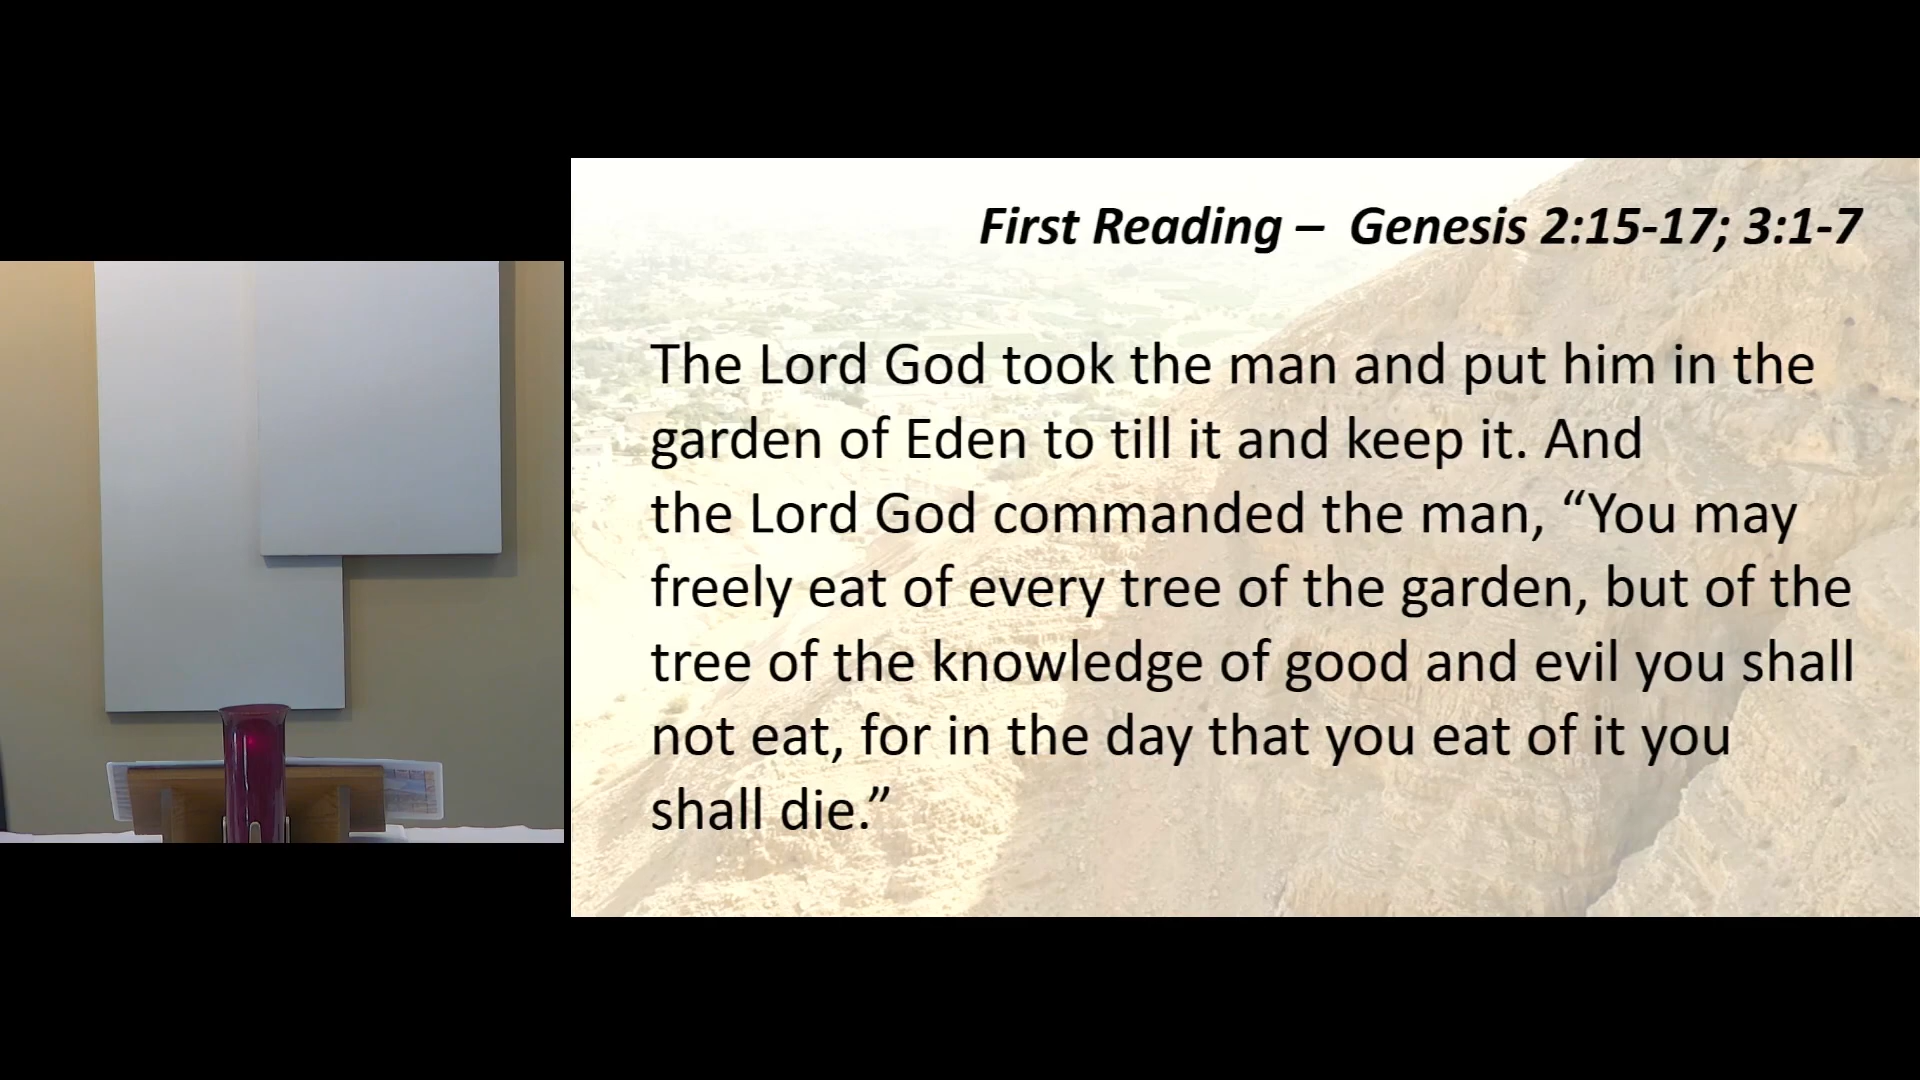 First Reading – Genesis 2:15-17; 3:1-7
The Lord God took the man and put him in the
garden of Eden to till it and keep it. And
the Lord God commanded the man, “You may
freely eat of every tree of the garden, but of the
tree of the knowledge of good and evil you shall
not eat, for in the day that you eat of it you
shall die.”